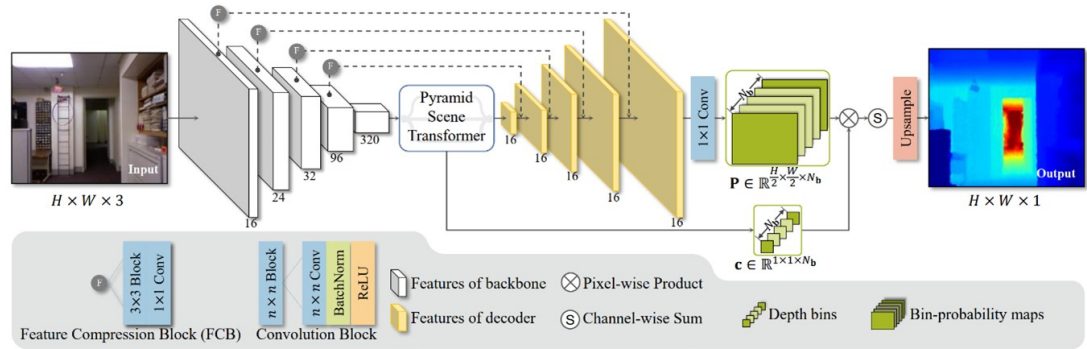 F
F
F
F
Input
H × W × 3
16
24
32
96
320
Pyramid
Scene
Transformer
16
16
16
16
16
1×1 Conv
N_b
P ∈ ℝ^{H/2 × W/2 × N_b}
N_b
c ∈ ℝ^{1×1×N_b}
S
Upsample
Output
H × W × 1
F
3×3 Block
1×1 Conv
Feature Compression Block (FCB)
n × n Block
n × n Conv
BatchNorm
ReLU
Convolution Block
Features of backbone
Features of decoder
Pixel-wise Product
S
Channel-wise Sum
Depth bins
Bin-probability maps